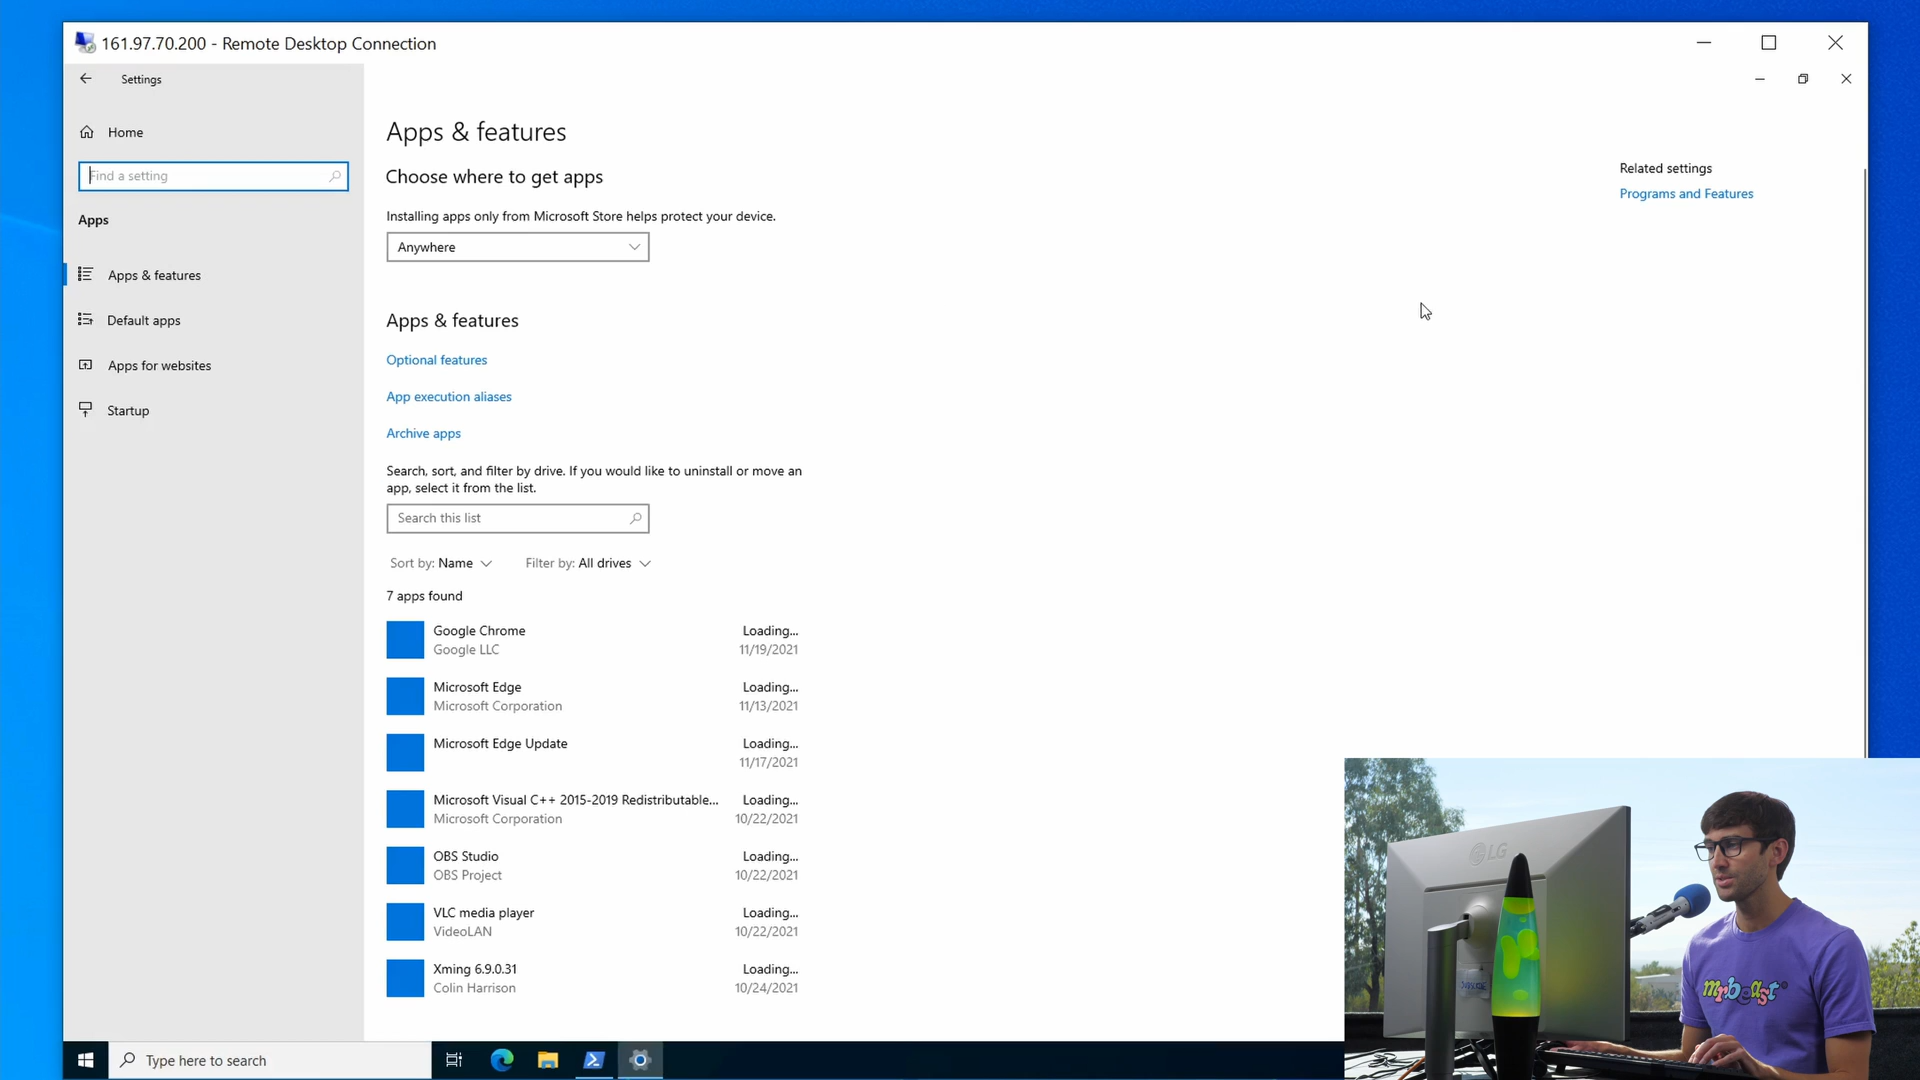 161.97.70.200 - Remote Desktop Connection
Settings
Home
Find a setting
Apps
Apps & features
Default apps
Apps for websites
Startup
Apps & features
Choose where to get apps
Installing apps only from Microsoft Store helps protect your device.
Anywhere
Apps & features
Optional features
App execution aliases
Archive apps
Search, sort, and filter by drive. If you would like to uninstall or move an
app, select it from the list.
Search this list
Sort by: Name Filter by: All drives
7 apps found
Google Chrome Loading...
Google LLC 11/19/2021
Microsoft Edge Loading...
Microsoft Corporation 11/13/2021
Microsoft Edge Update Loading...
11/17/2021
Microsoft Visual C++ 2015-2019 Redistributable... Loading...
Microsoft Corporation 10/22/2021
OBS Studio Loading...
OBS Project 10/22/2021
VLC media player Loading...
VideoLAN 10/22/2021
Xming 6.9.0.31 Loading...
Colin Harrison 10/24/2021
Related settings
Programs and Features
LG
mrbeast
Type here to search